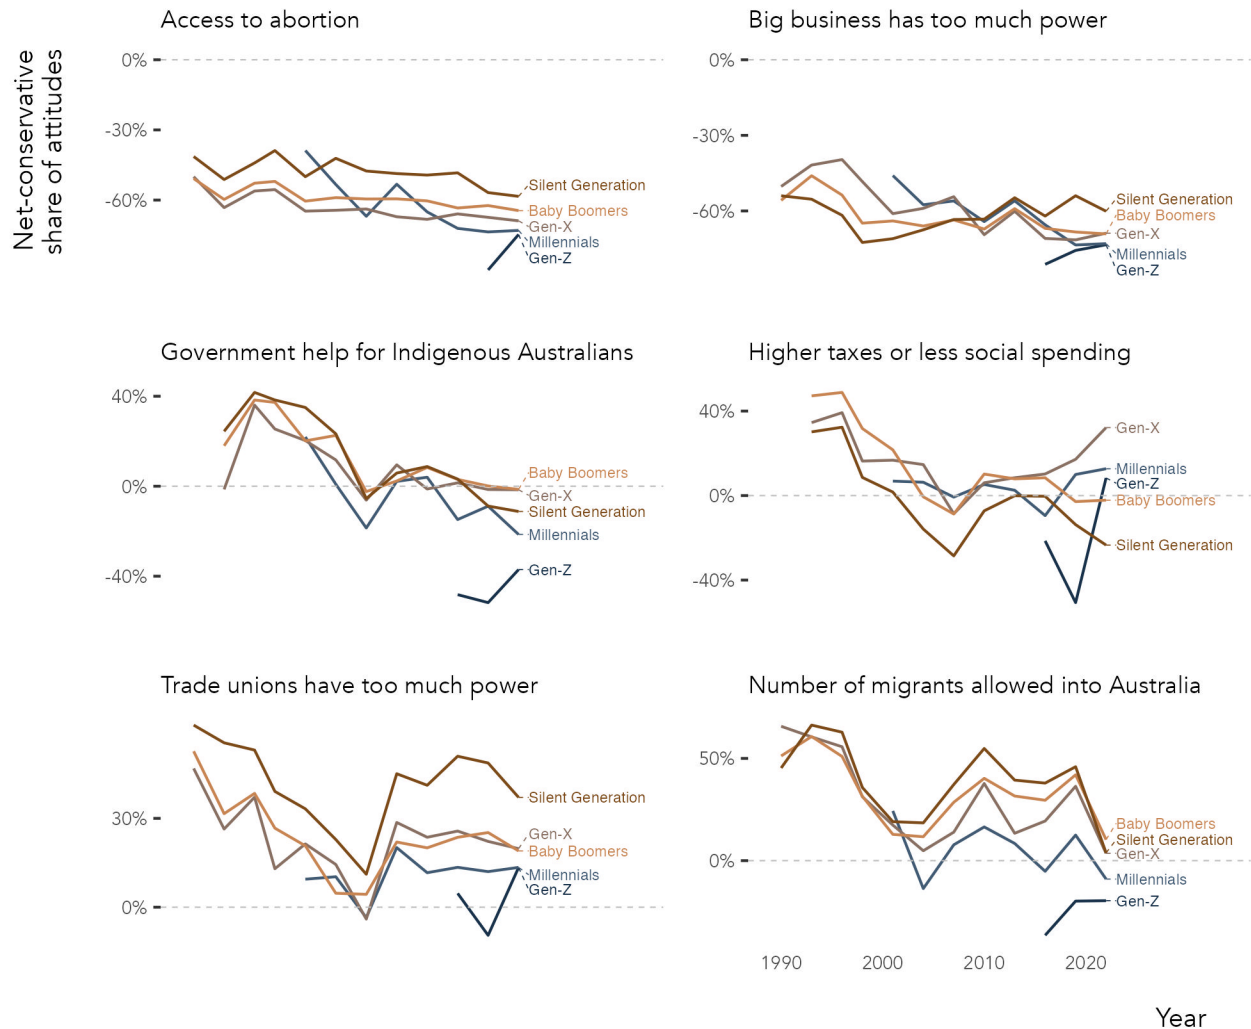 Net-conservative
share of attitudes
Access to abortion
0%
-30%
-60%
Silent Generation
Baby Boomers
Gen-X
Millennials
Gen-Z
Big business has too much power
0%
-30%
-60%
Silent Generation
Baby Boomers
Gen-X
Millennials
Gen-Z
Government help for Indigenous Australians
40%
0%
-40%
Baby Boomers
Gen-X
Silent Generation
Millennials
Gen-Z
Higher taxes or less social spending
40%
0%
-40%
Gen-X
Millennials
Gen-Z
Baby Boomers
Silent Generation
Trade unions have too much power
30%
0%
Silent Generation
Gen-X
Baby Boomers
Millennials
Gen-Z
Number of migrants allowed into Australia
50%
0%
Baby Boomers
Silent Generation
Gen-X
Millennials
Gen-Z
1990 2000 2010 2020
Year